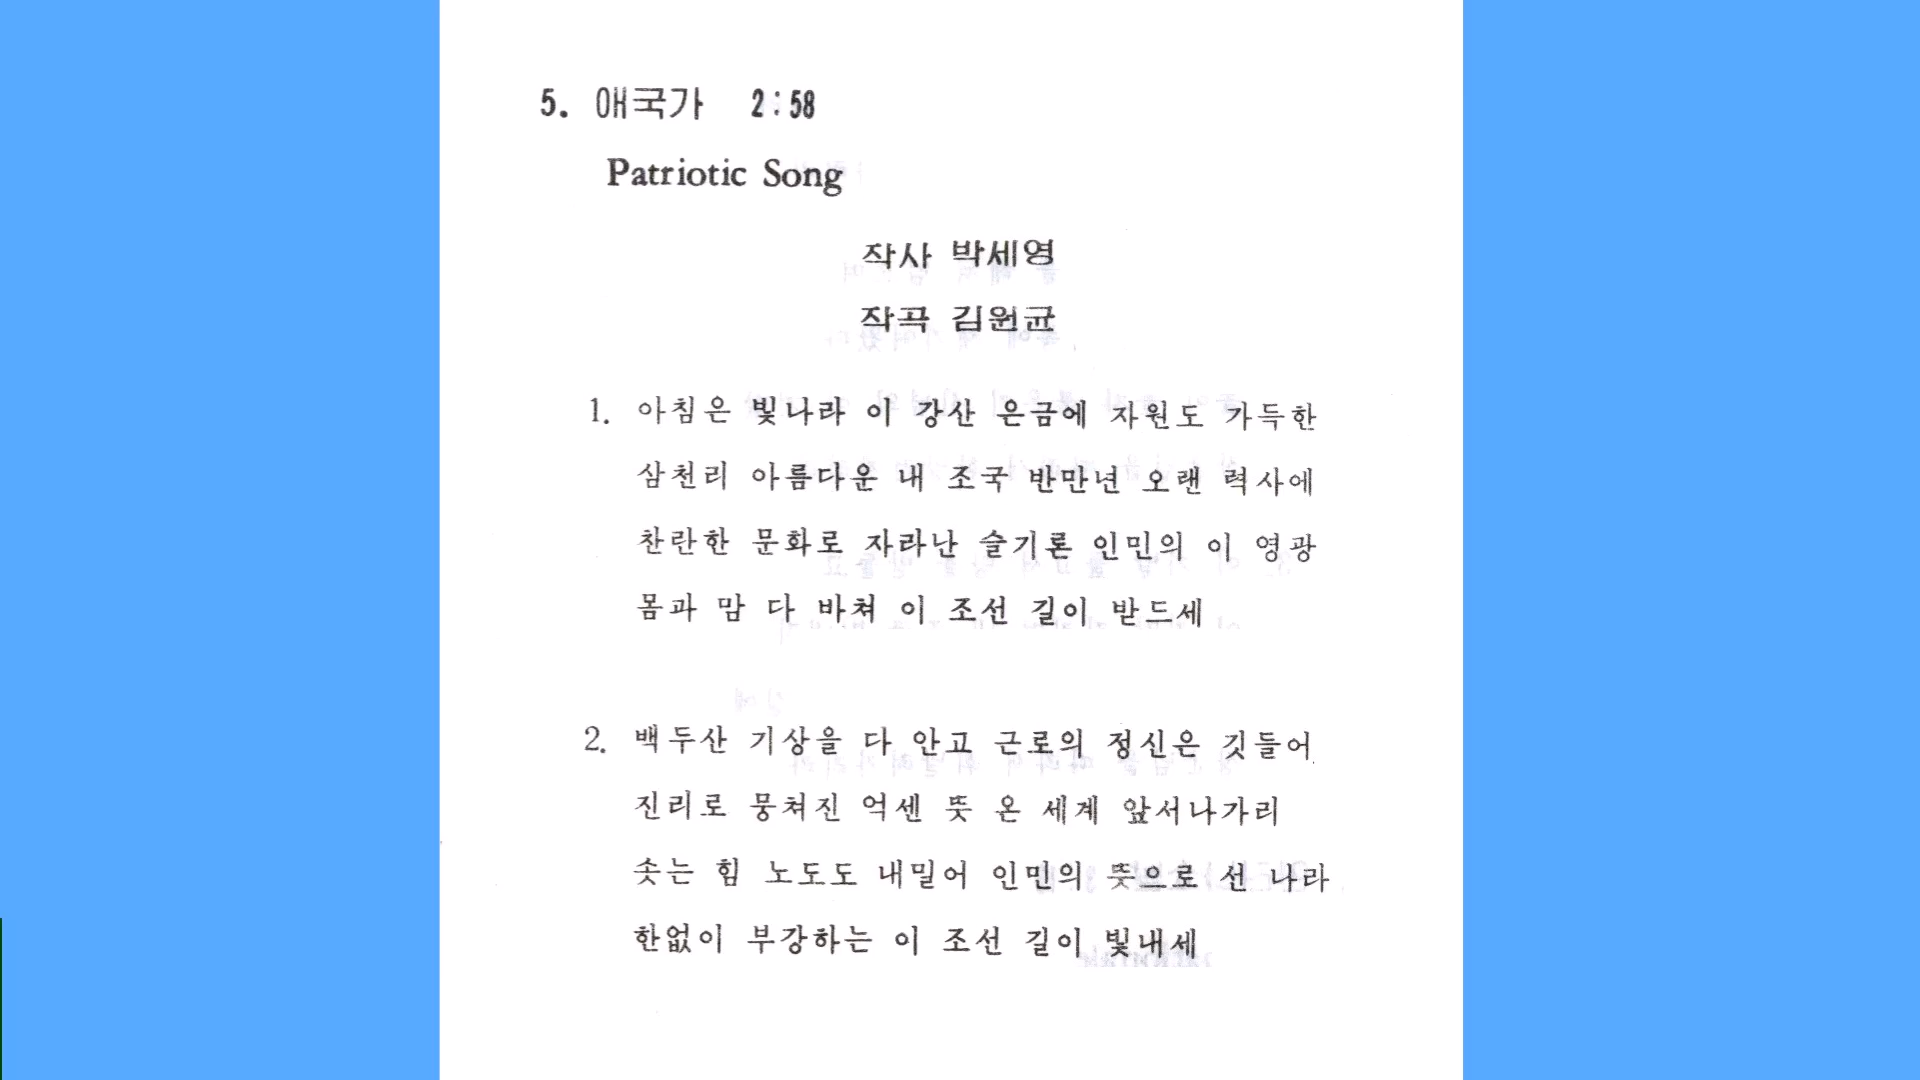 5. 애국가 2:58
Patriotic Song
작사 박세영
작곡 김원균
1. 아침은 빛나라 이 강산 은금에 자원도 가득한
삼천리 아름다운 내 조국 반만년 오랜 력사에
찬란한 문화로 자라난 슬기론 인민의 이 영광
몸과 맘 다 바쳐 이 조선 길이 받드세
2. 백두산 기상을 다 안고 근로의 정신은 깃들어
진리로 뭉쳐진 억센 뜻 온 세계 앞서나가리
솟는 힘 노도도 내밀어 인민의 뜻으로 선 나라
한없이 부강하는 이 조선 길이 빛내세